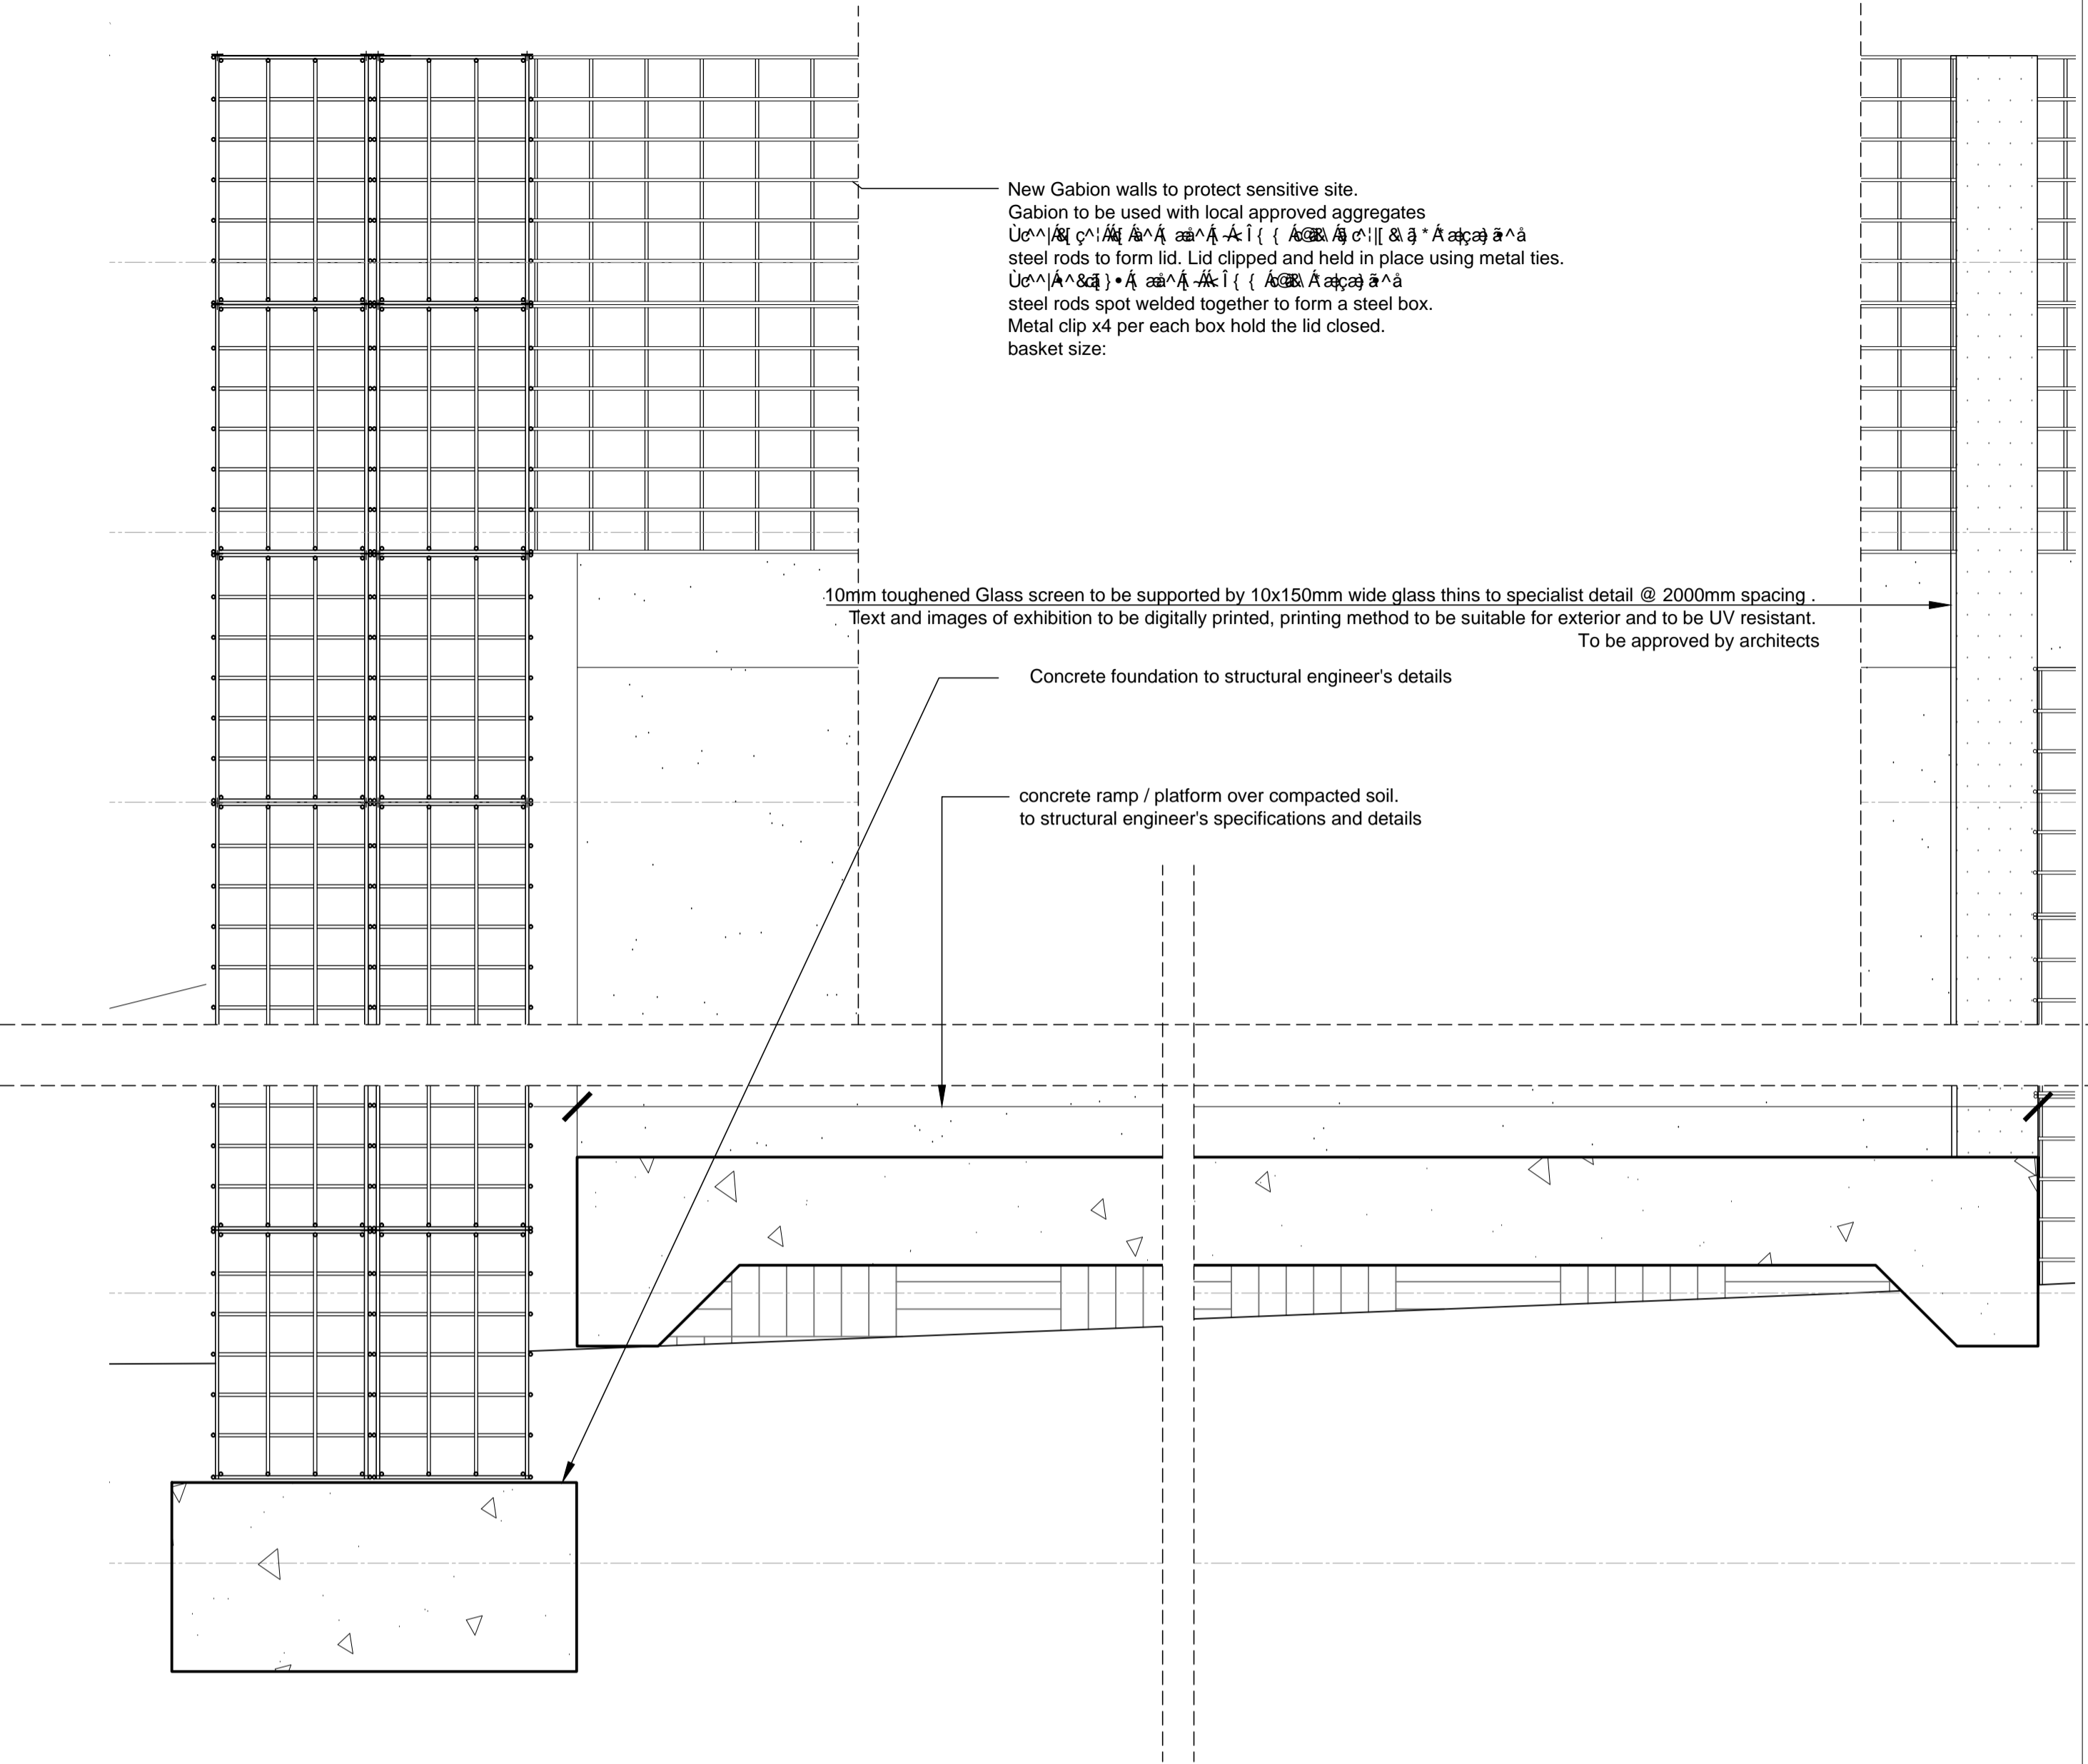 New Gabion walls to protect sensitive site.
Gabion to be used with local approved aggregates
steel rods to form lid. Lid clipped and held in place using metal ties.
steel rods spot welded together to form a steel box.
Metal clip x4 per each box hold the lid closed.
basket size:
10mm toughened Glass screen to be supported by 10x150mm wide glass thins to specialist detail @ 2000mm spacing .
Text and images of exhibition to be digitally printed, printing method to be suitable for exterior and to be UV resistant.
To be approved by architects
Concrete foundation to structural engineer's details
concrete ramp / platform over compacted soil.
to structural engineer's specifications and details